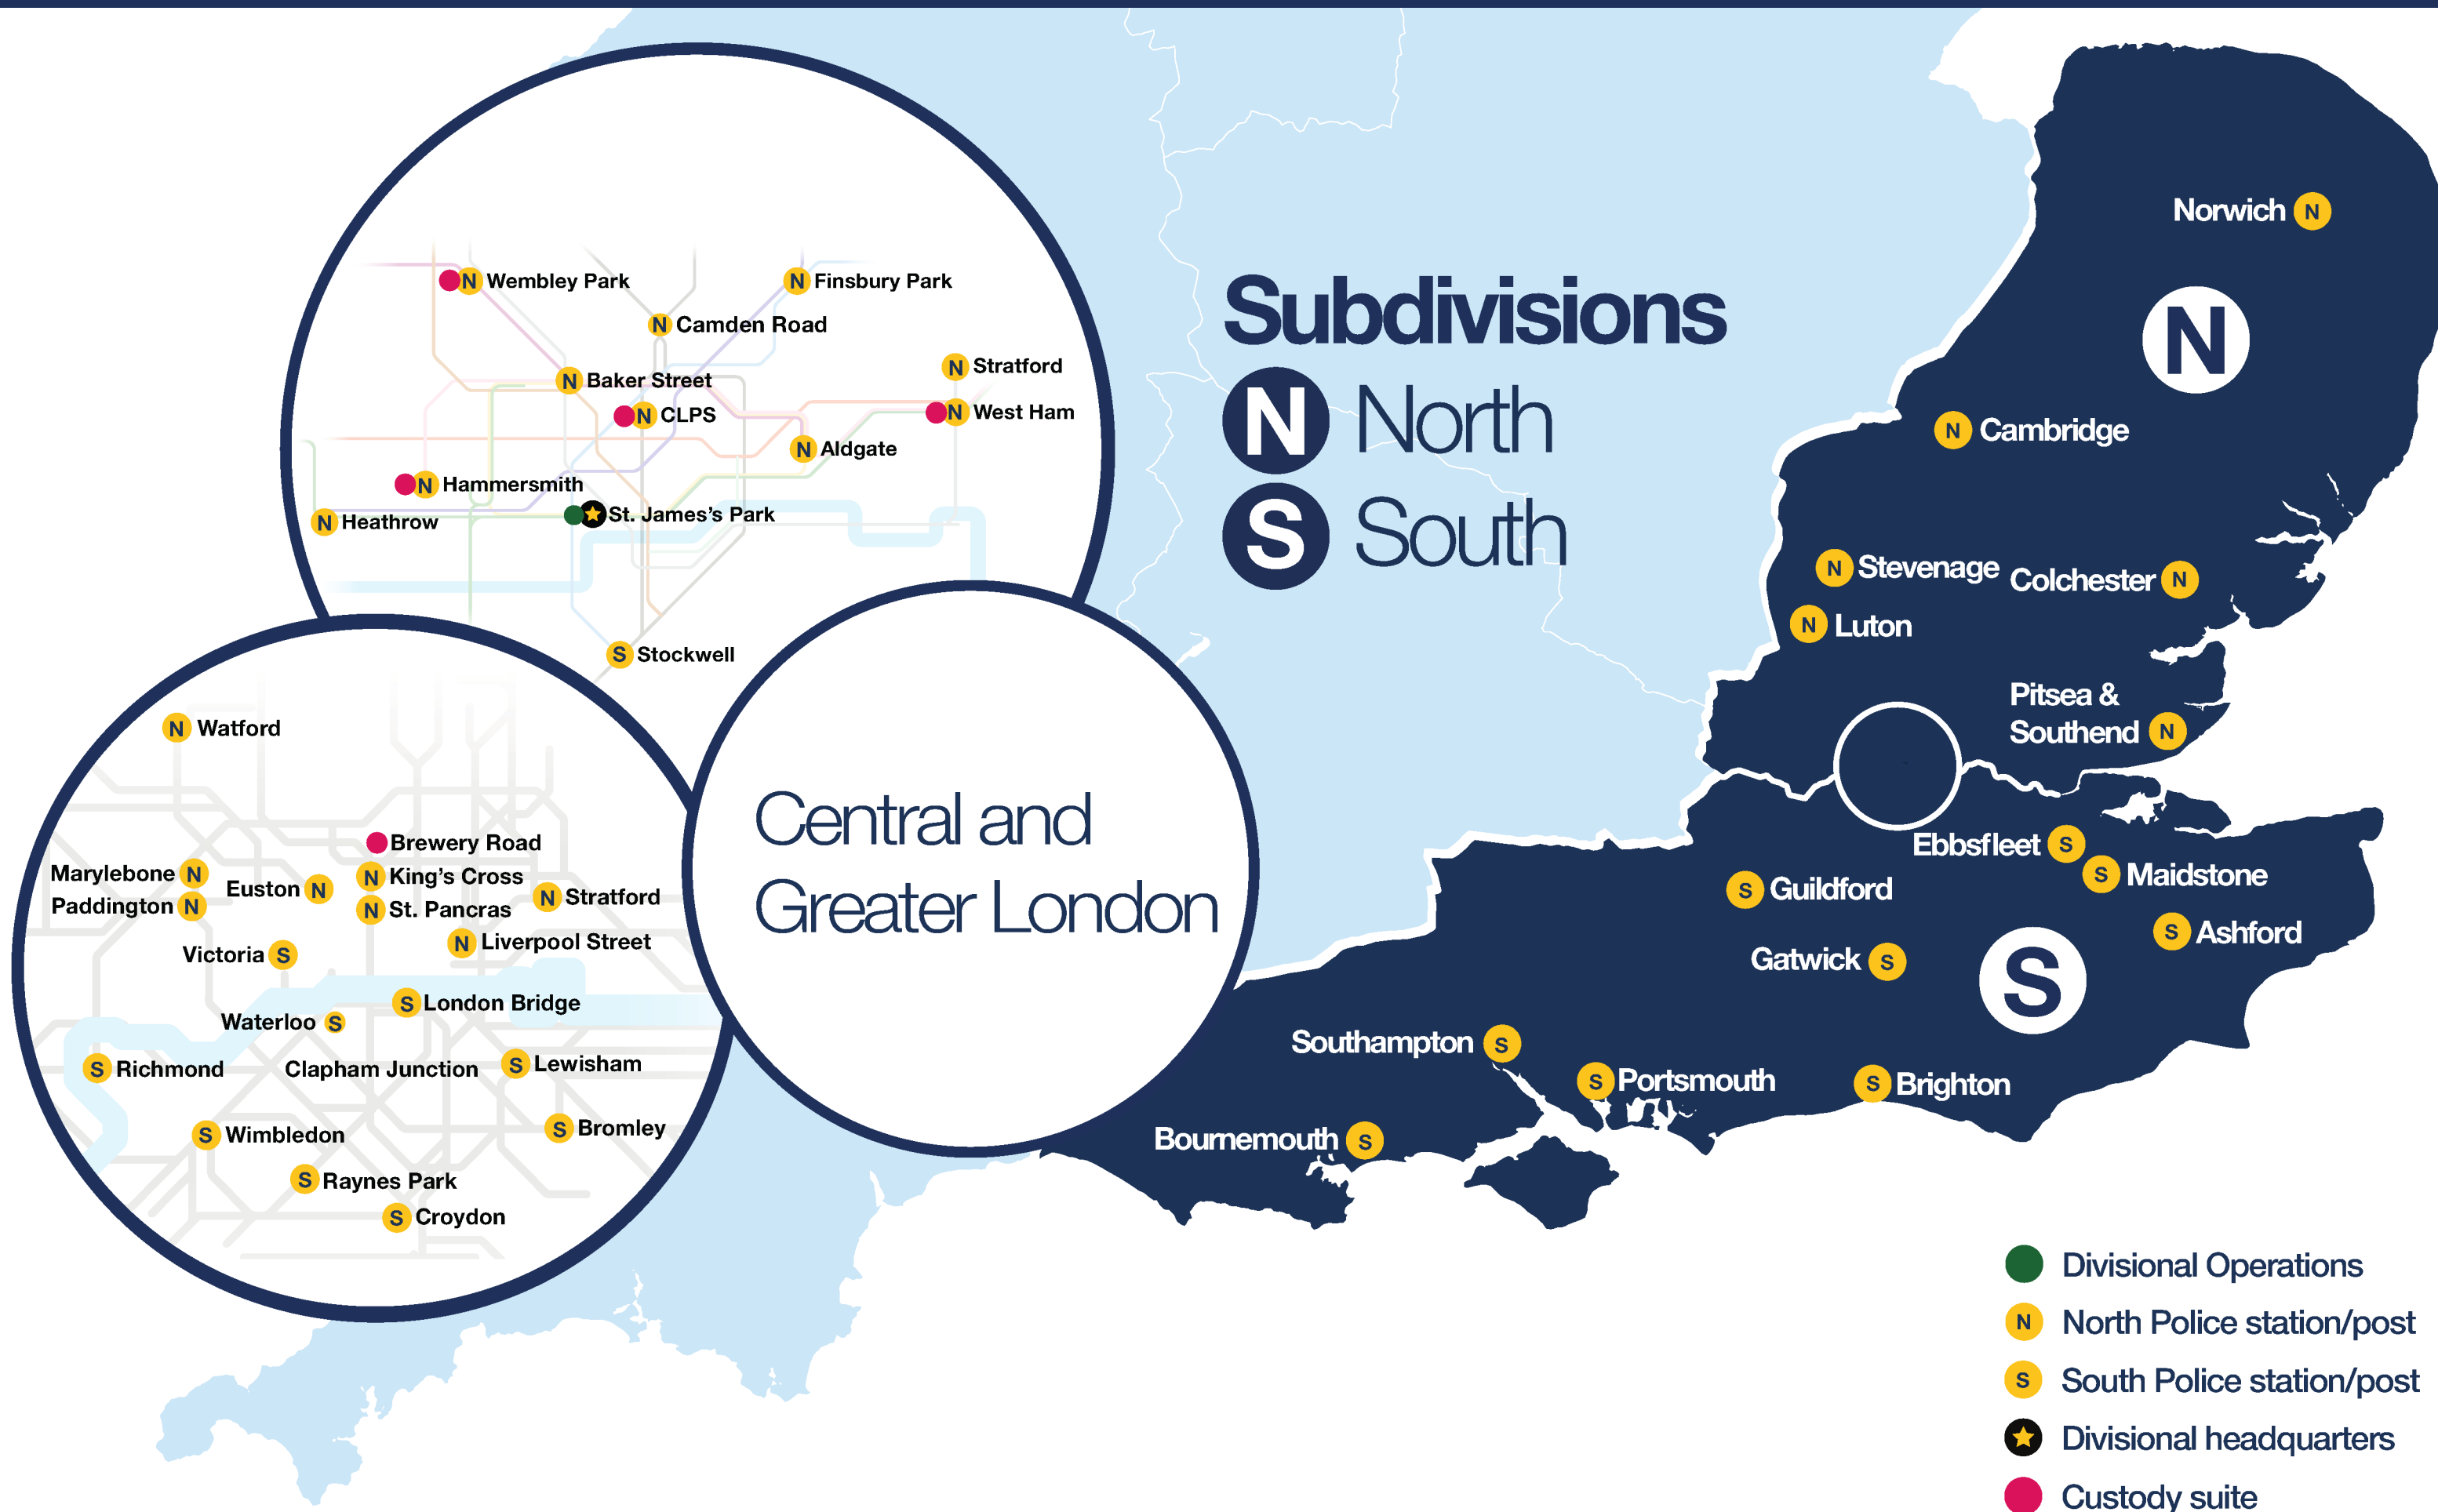 N Wembley Park
N Finsbury Park
N Camden Road
N Stratford
N Baker Street
N CLPS
N West Ham
N Aldgate
N Hammersmith
N Heathrow
St. James's Park
S Stockwell
N Watford
Brewery Road
Marylebone N
N King's Cross
Euston N
N Stratford
Paddington N
N St. Pancras
N Liverpool Street
Victoria S
S London Bridge
Waterloo S
S Richmond
Clapham Junction
S Lewisham
S Wimbledon
S Bromley
S Raynes Park
S Croydon
Central and
Greater London
Subdivisions
N North
S South
Norwich N
N
N Cambridge
N Stevenage
Colchester N
N Luton
Pitsea &
Southend N
Ebbsfleet S
S Maidstone
S Guildford
S Ashford
Gatwick S
S
Southampton S
S Portsmouth
S Brighton
Bournemouth S
Divisional Operations
N North Police station/post
S South Police station/post
Divisional headquarters
Custody suite